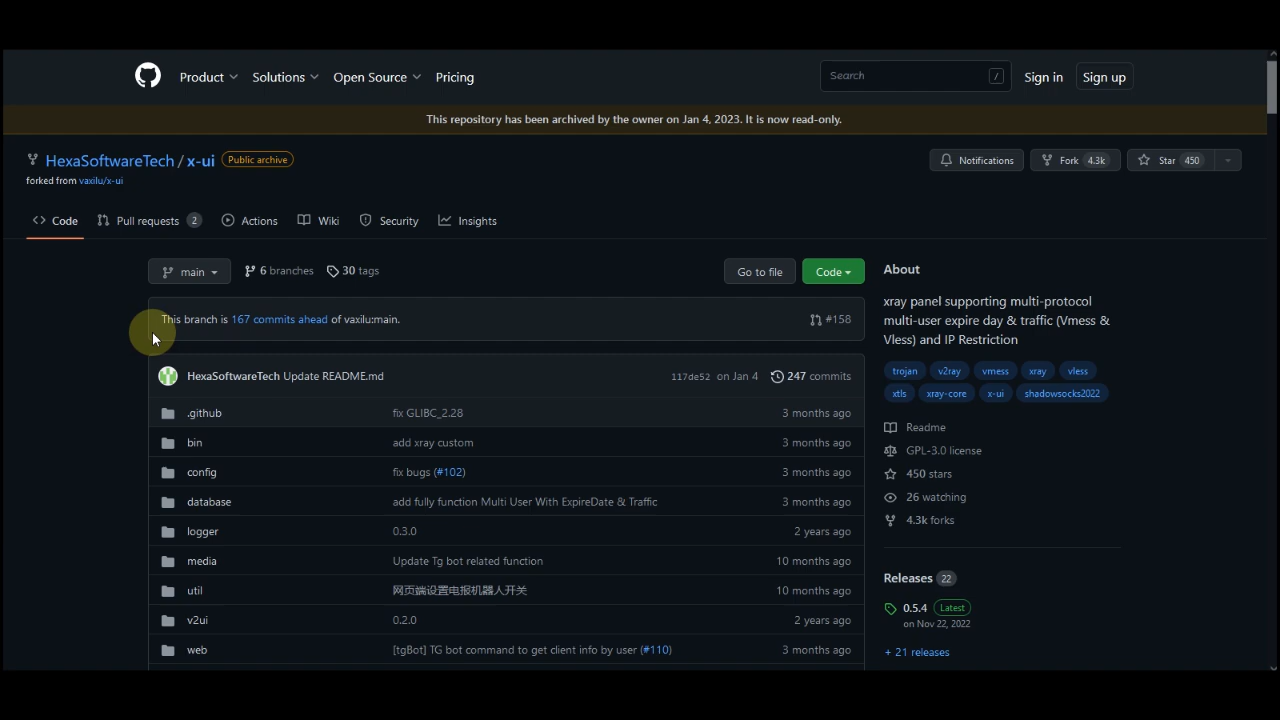 Product Solutions Open Source Pricing Search / Sign in Sign up
This repository has been archived by the owner on Jan 4, 2023. It is now read-only.
HexaSoftwareTech / x-ui Public archive Notifications Fork 4.3k Star 450
forked from vaxilu/x-ui
Code Pull requests 2 Actions Wiki Security Insights
main 6 branches 30 tags Go to file Code
This branch is 167 commits ahead of vaxilu:main. #158
HexaSoftwareTech Update README.md 117de52 on Jan 4 247 commits
.github fix GLIBC_2.28 3 months ago
bin add xray custom 3 months ago
config fix bugs (#102) 3 months ago
database add fully function Multi User With ExpireDate & Traffic 3 months ago
logger 0.3.0 2 years ago
media Update Tg bot related function 10 months ago
util 网页端设置电报机器人开关 10 months ago
v2ui 0.2.0 2 years ago
web [tgBot] TG bot command to get client info by user (#110) 3 months ago
About
xray panel supporting multi-protocol
multi-user expire day & traffic (Vmess &
Vless) and IP Restriction
trojan v2ray vmess xray vless
xtls xray-core x-ui shadowsocks2022
Readme
GPL-3.0 license
450 stars
26 watching
4.3k forks
Releases 22
0.5.4 Latest
on Nov 22, 2022
+ 21 releases